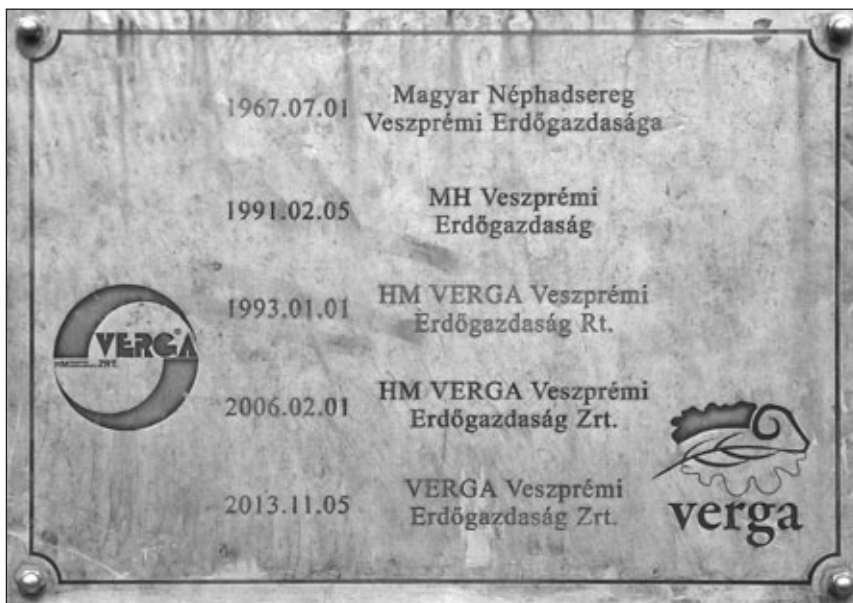 1967.07.01 Magyar Néphadsereg
Veszprémi Erdőgazdasága
1991.02.05 MH Veszprémi
Erdőgazdaság
1993.01.01 HM VERGA Veszprémi
Erdőgazdaság Rt.
2006.02.01 HM VERGA Veszprémi
Erdőgazdaság Zrt.
2013.11.05 VERGA Veszprémi
Erdőgazdaság Zrt.
VERGA
ZRT.
verga